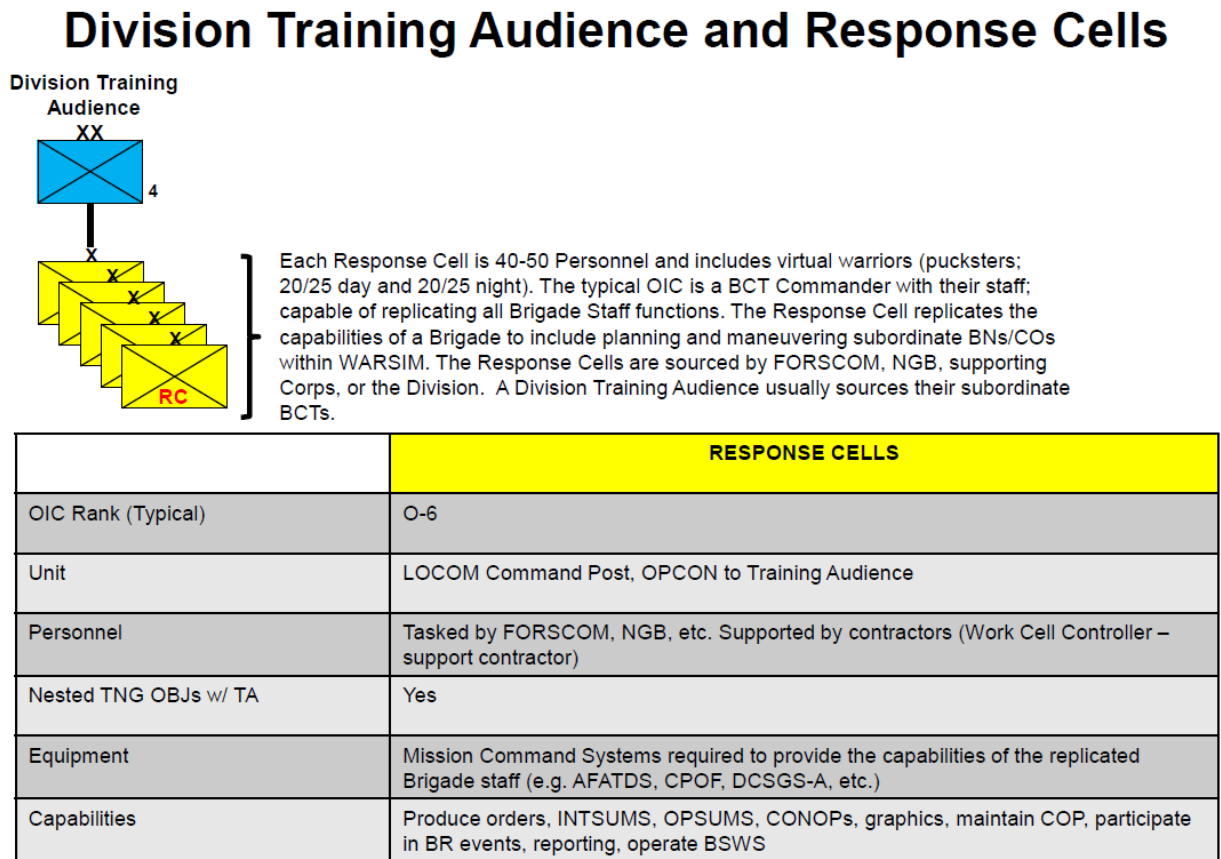 Division Training Audience and Response Cells
Division Training
Audience
XX
4
X
X
X
X
X
RC
Each Response Cell is 40-50 Personnel and includes virtual warriors (pucksters;
20/25 day and 20/25 night). The typical OIC is a BCT Commander with their staff;
capable of replicating all Brigade Staff functions. The Response Cell replicates the
capabilities of a Brigade to include planning and maneuvering subordinate BNs/COs
within WARSIM. The Response Cells are sourced by FORSCOM, NGB, supporting
Corps, or the Division. A Division Training Audience usually sources their subordinate
BCTs.
RESPONSE CELLS
OIC Rank (Typical)
O-6
Unit
LOCOM Command Post, OPCON to Training Audience
Personnel
Tasked by FORSCOM, NGB, etc. Supported by contractors (Work Cell Controller –
support contractor)
Nested TNG OBJs w/ TA
Yes
Equipment
Mission Command Systems required to provide the capabilities of the replicated
Brigade staff (e.g. AFATDS, CPOF, DCSGS-A, etc.)
Capabilities
Produce orders, INTSUMS, OPSUMS, CONOPs, graphics, maintain COP, participate
in BR events, reporting, operate BSWS